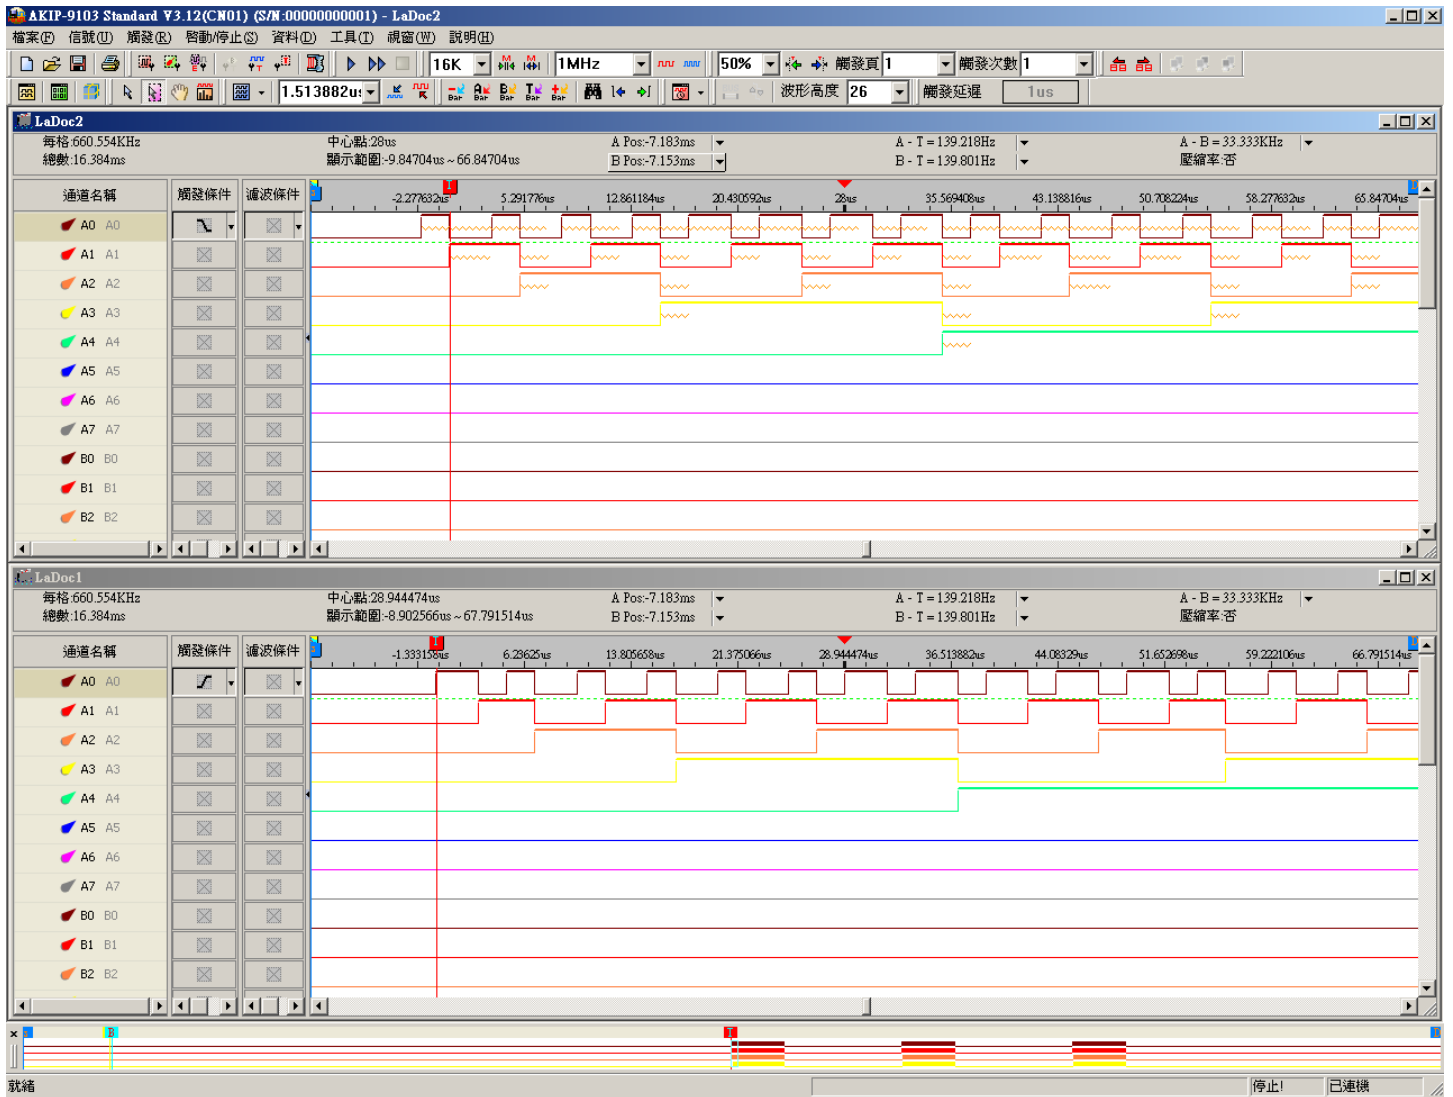 AKIP-9103 Standard V3.12(CN01) (S/N:00000000001) - LaDoc2
檔案(F) 信號(U) 觸發(R) 啓動/停止(S) 資料(D) 工具(T) 視窗(W) 說明(H)
16K 1MHz 50% 觸發頁 1 觸發次數 1
1.513882us Bar Bar Bar Bar Bar 波形高度 26 觸發延遲 1us
LaDoc2
每格:660.554KHz 中心點:28us A Pos:-7.183ms A - T = 139.218Hz A - B = 33.333KHz
總數:16.384ms 顯示範圍:-9.84704us ~ 66.84704us B Pos:-7.153ms B - T = 139.801Hz 壓縮率:否
通道名稱 觸發條件 濾波條件 -2.277632us 5.291776us 12.861184us 20.430592us 28us 35.569408us 43.138816us 50.708224us 58.277632us 65.84704us
A0 A0
A1 A1
A2 A2
A3 A3
A4 A4
A5 A5
A6 A6
A7 A7
B0 B0
B1 B1
B2 B2
LaDoc1
每格:660.554KHz 中心點:28.944474us A Pos:-7.183ms A - T = 139.218Hz A - B = 33.333KHz
總數:16.384ms 顯示範圍:-8.902566us ~ 67.791514us B Pos:-7.153ms B - T = 139.801Hz 壓縮率:否
通道名稱 觸發條件 濾波條件 -1.333158us 6.23625us 13.805658us 21.375066us 28.944474us 36.513882us 44.08329us 51.652698us 59.222106us 66.791514us
A0 A0
A1 A1
A2 A2
A3 A3
A4 A4
A5 A5
A6 A6
A7 A7
B0 B0
B1 B1
B2 B2
B T
就緒 停止! 已連機